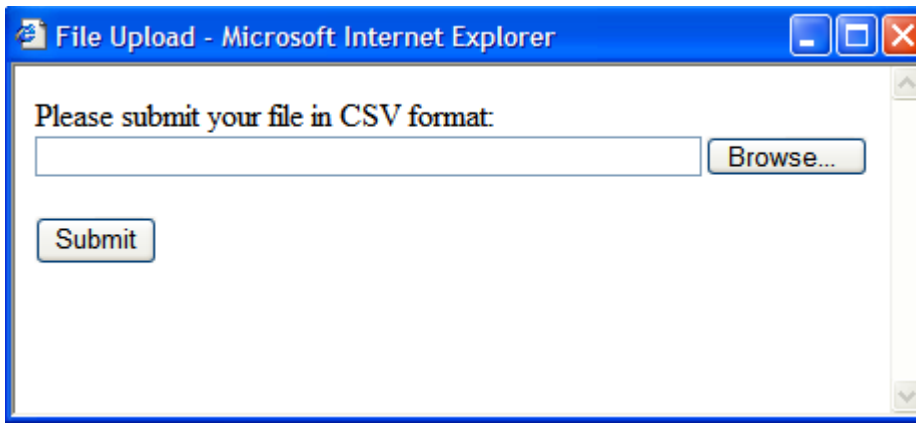 File Upload - Microsoft Internet Explorer
Please submit your file in CSV format:
Browse...
Submit